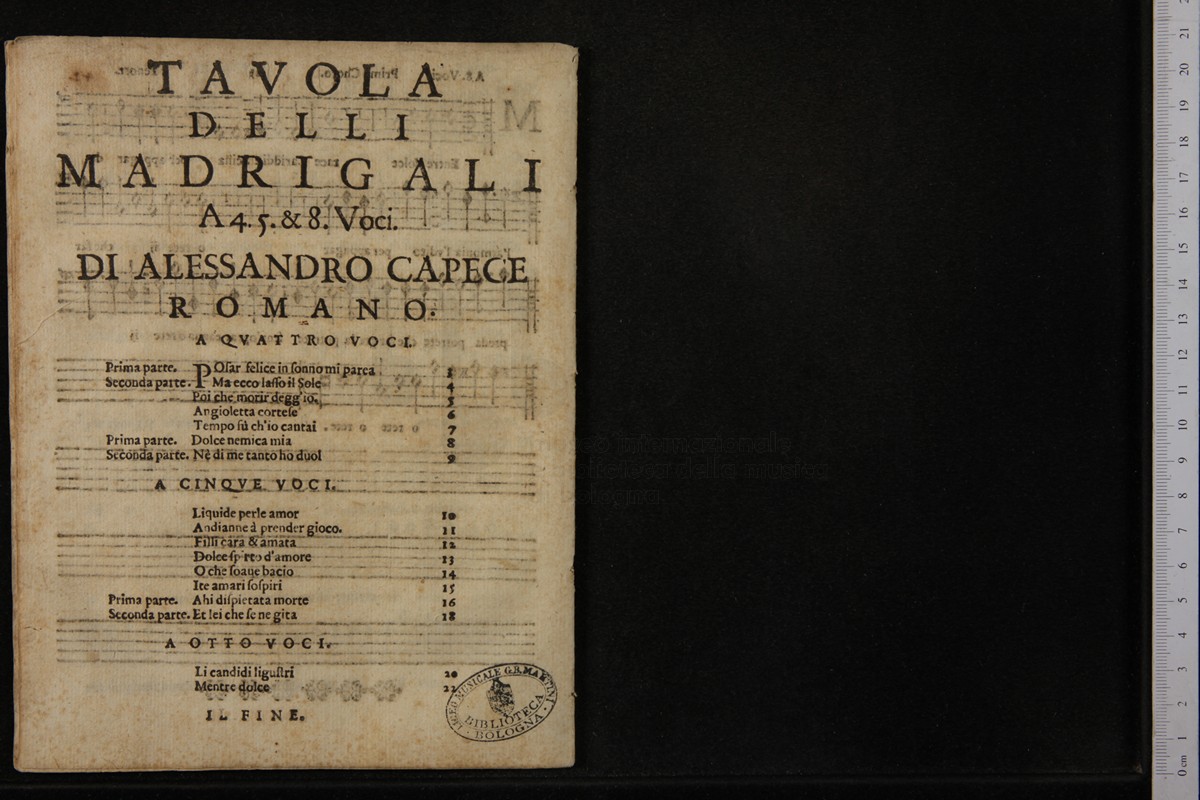 TAVOLA
DELLI
MADRIGALI
A 4. 5. & 8. Voci.
DI ALESSANDRO CAPECE
ROMANO.
A QVATTRO VOCI.
Prima parte. POſar felice in ſonno mi parea 1
Seconda parte. Ma ecco laſſo il Sole 4
Poi che morir degg'io. 5
Angioletta corteſe 6
Tempo fù ch'io cantai 7
Prima parte. Dolce nemica mia 8
Seconda parte. Nè di me tanto ho duol 9
A CINQVE VOCI.
Liquide perle amor 10
Andianne à prender gioco. 11
Filli cara & amata 12
Dolce ſpirto d'amore 13
O che ſoaue bacio 14
Ite amari ſoſpiri 15
Prima parte. Ahi diſpietata morte 16
Seconda parte. Et lei che ſe ne gita 18
A OTTO VOCI.
Li candidi liguſtri 20
Mentre dolce 22
IL FINE.
LICEO MUSICALE G.B. MARTINI
BIBLIOTECA
BOLOGNA